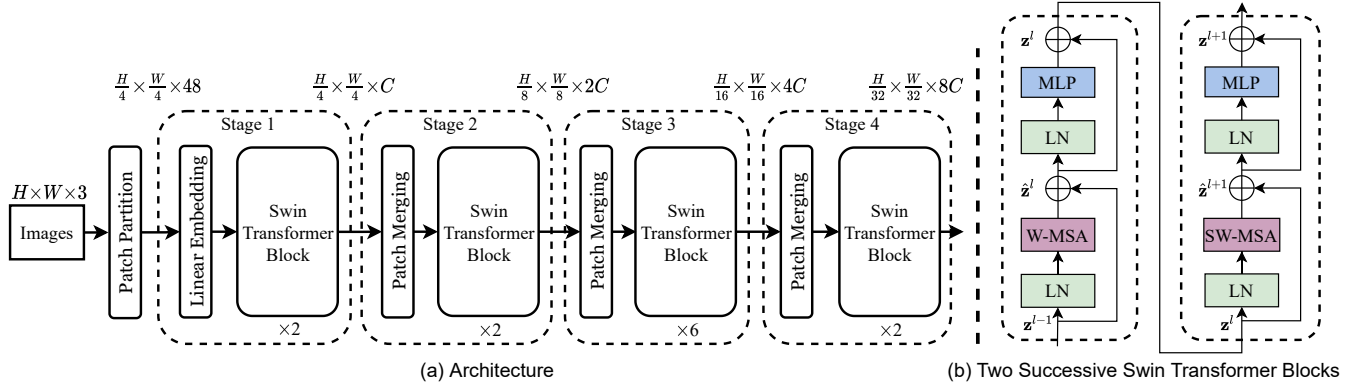 H×W×3
Images
Patch Partition
H/4 × W/4 × 48
Stage 1
Linear Embedding
Swin
Transformer
Block
×2
H/4 × W/4 × C
Stage 2
Patch Merging
Swin
Transformer
Block
×2
H/8 × W/8 × 2C
Stage 3
Patch Merging
Swin
Transformer
Block
×6
H/16 × W/16 × 4C
Stage 4
Patch Merging
Swin
Transformer
Block
×2
H/32 × W/32 × 8C
(a) Architecture
z^l
MLP
LN
ẑ^l
W-MSA
LN
z^{l-1}
z^{l+1}
MLP
LN
ẑ^{l+1}
SW-MSA
LN
z^l
(b) Two Successive Swin Transformer Blocks